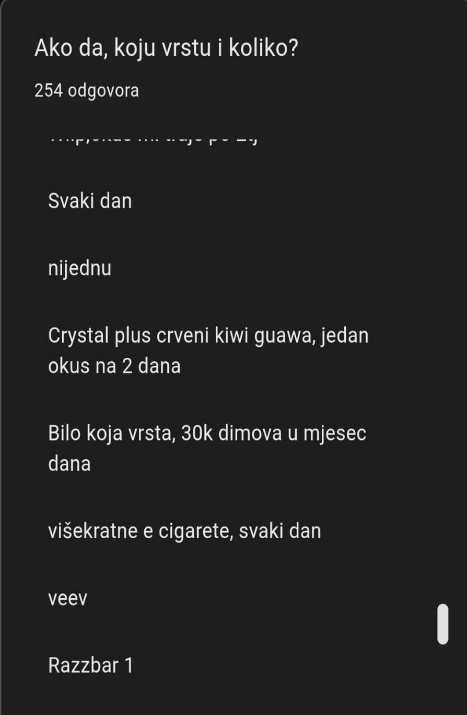 Ako da, koju vrstu i koliko?
254 odgovora
Svaki dan
nijednu
Crystal plus crveni kiwi guawa, jedan
okus na 2 dana
Bilo koja vrsta, 30k dimova u mjesec
dana
višekratne e cigarete, svaki dan
veev
Razzbar 1